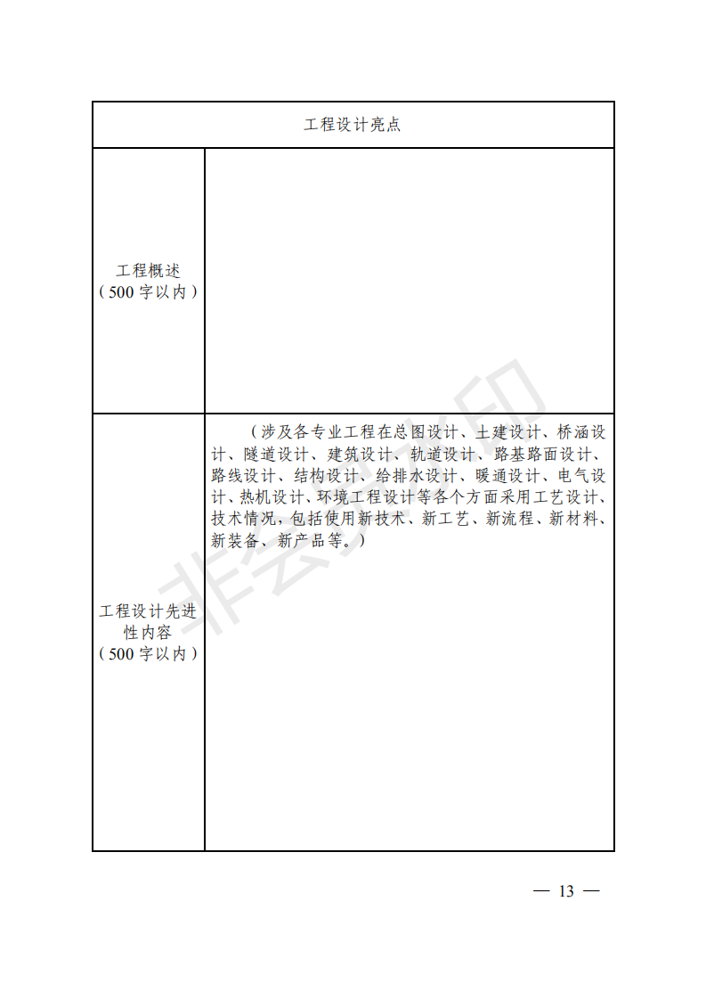 工程设计亮点
工程概述
（500 字以内）
（涉及各专业工程在总图设计、土建设计、桥涵设
计、隧道设计、建筑设计、轨道设计、路基路面设计、
路线设计、结构设计、给排水设计、暖通设计、电气设
计、热机设计、环境工程设计等各个方面采用工艺设计、
技术情况，包括使用新技术、新工艺、新流程、新材料、
新装备、新产品等。）
工程设计先进
性内容
（500 字以内）
非会员水印
— 13 —